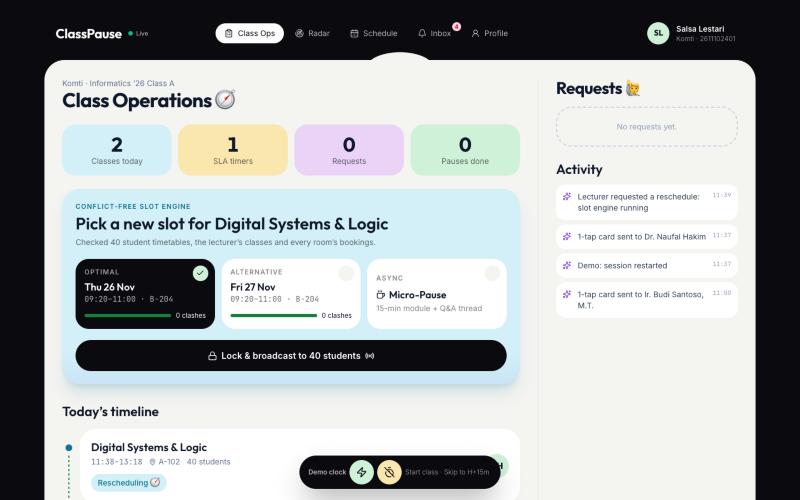 ClassPause
Live
Class Ops
Radar
Schedule
Inbox
4
Profile
SL
Salsa Lestari
Komti · 2611102401
Komti · Informatics '26 Class A
Class Operations
2
Classes today
1
SLA timers
0
Requests
0
Pauses done
CONFLICT-FREE SLOT ENGINE
Pick a new slot for Digital Systems & Logic
Checked 40 student timetables, the lecturer's classes and every room's bookings.
OPTIMAL
Thu 26 Nov
09:20–11:00 · B-204
0 clashes
ALTERNATIVE
Fri 27 Nov
09:20–11:00 · B-204
0 clashes
ASYNC
Micro-Pause
15-min module + Q&A thread
Lock & broadcast to 40 students
Today's timeline
Digital Systems & Logic
11:38–13:18 A-102 40 students
Rescheduling
Demo clock
Start class · Skip to H+15m
Requests
No requests yet.
Activity
Lecturer requested a reschedule: 11:39
slot engine running
1-tap card sent to Dr. Naufal Hakim 11:37
Demo: session restarted 11:37
1-tap card sent to Ir. Budi Santoso, 11:00
M.T.